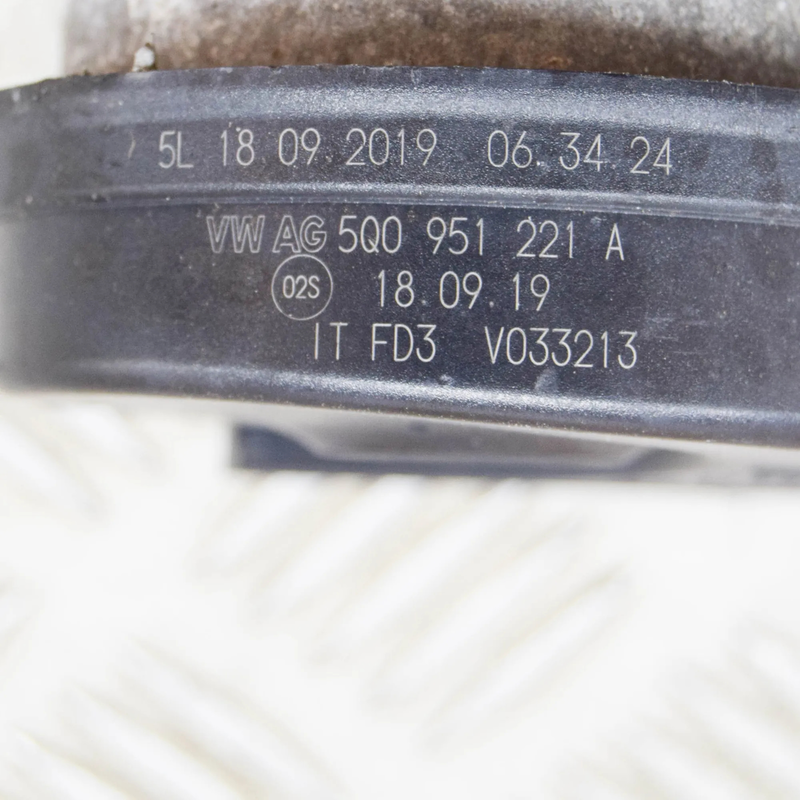 5L 18.09.2019 06.34.24
VW AG 5Q0 951 221 A
02S 18.09.19
IT FD3 V033213